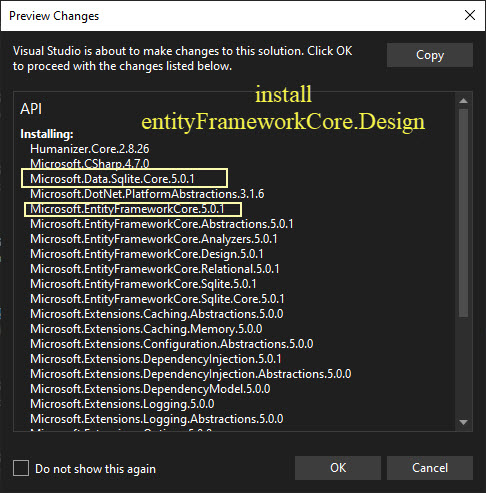 Preview Changes
Visual Studio is about to make changes to this solution. Click OK
to proceed with the changes listed below.
Copy
install
entityFrameworkCore.Design
API
Installing:
Humanizer.Core.2.8.26
Microsoft.CSharp.4.7.0
Microsoft.Data.Sqlite.Core.5.0.1
Microsoft.DotNet.PlatformAbstractions.3.1.6
Microsoft.EntityFrameworkCore.5.0.1
Microsoft.EntityFrameworkCore.Abstractions.5.0.1
Microsoft.EntityFrameworkCore.Analyzers.5.0.1
Microsoft.EntityFrameworkCore.Design.5.0.1
Microsoft.EntityFrameworkCore.Relational.5.0.1
Microsoft.EntityFrameworkCore.Sqlite.5.0.1
Microsoft.EntityFrameworkCore.Sqlite.Core.5.0.1
Microsoft.Extensions.Caching.Abstractions.5.0.0
Microsoft.Extensions.Caching.Memory.5.0.0
Microsoft.Extensions.Configuration.Abstractions.5.0.0
Microsoft.Extensions.DependencyInjection.5.0.1
Microsoft.Extensions.DependencyInjection.Abstractions.5.0.0
Microsoft.Extensions.DependencyModel.5.0.0
Microsoft.Extensions.Logging.5.0.0
Microsoft.Extensions.Logging.Abstractions.5.0.0
Microsoft.Extensions.Options.5.0.0
Do not show this again
OK
Cancel